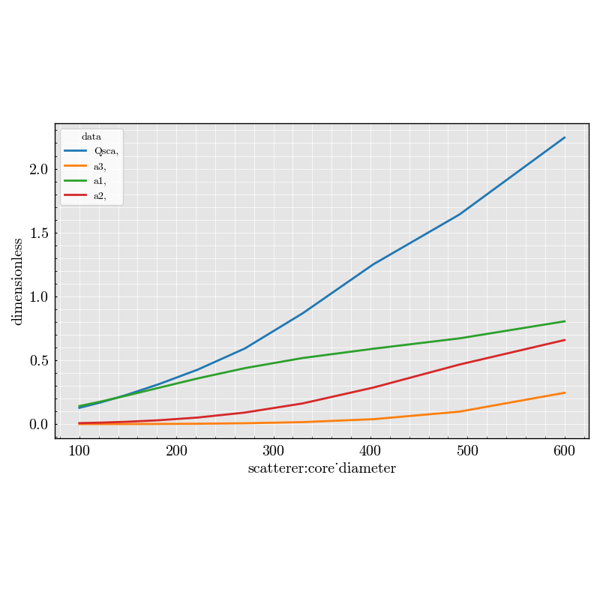 data
Qsca,
a3,
a1,
a2,
dimensionless
2.0
1.5
1.0
0.5
0.0
100 200 300 400 500 600
scatterer:core˙diameter